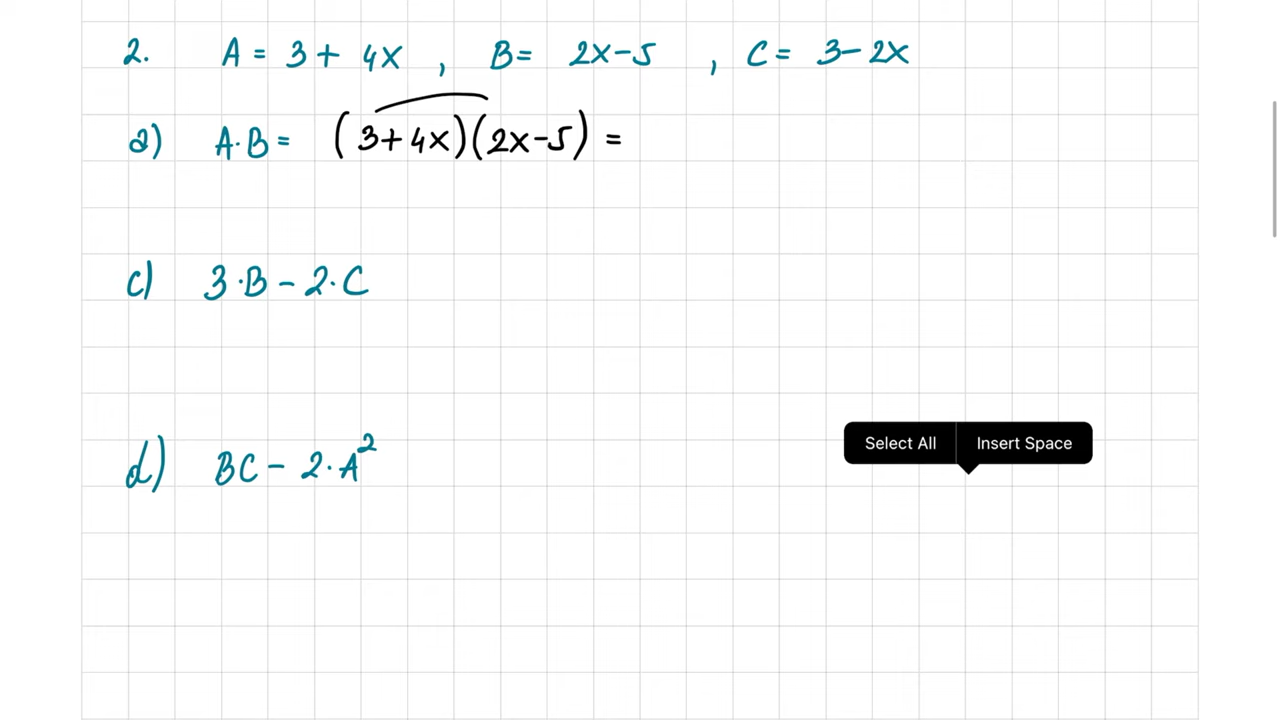 2. A = 3 + 4x , B = 2x - 5 , C = 3 - 2x
a) A·B = (3+4x)(2x-5) =
c) 3·B - 2·C
Select All Insert Space
d) BC - 2·A²